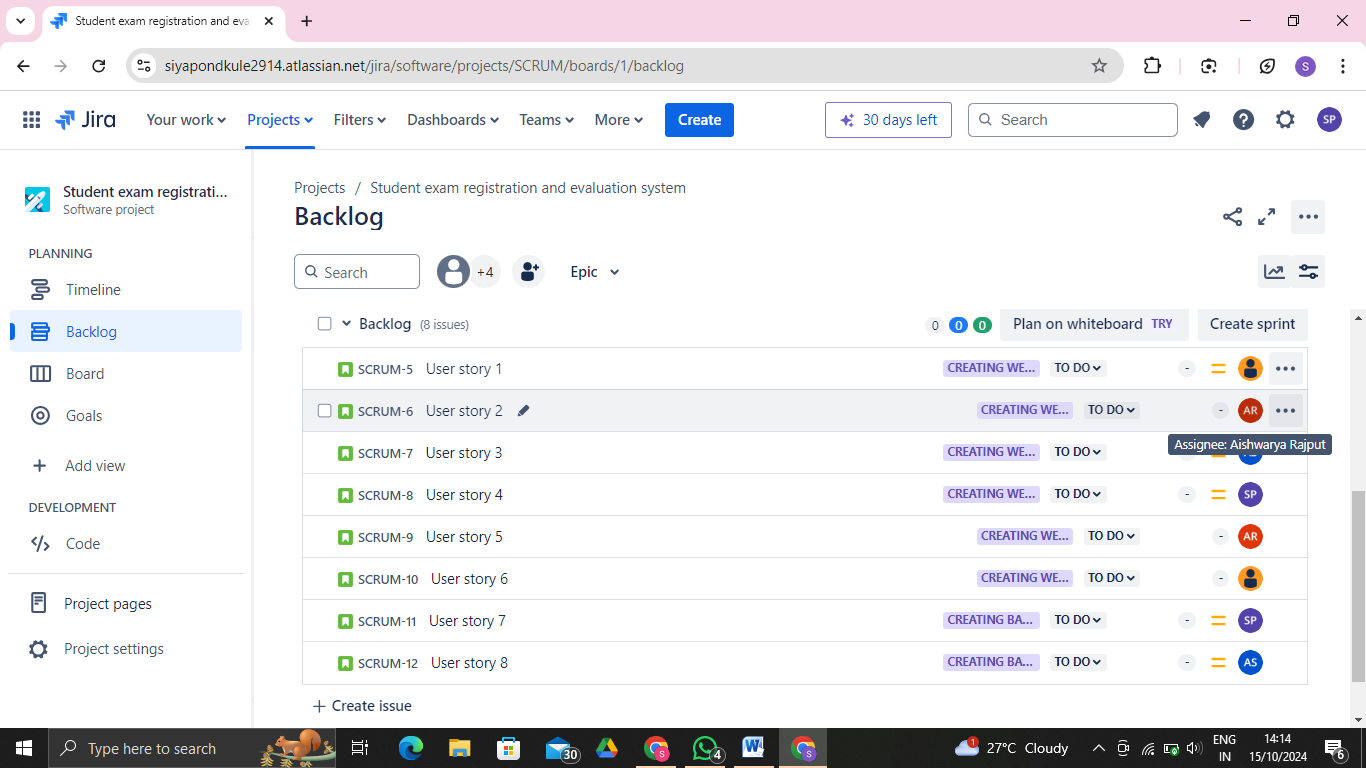 Student exam registration and eva
siyapondkule2914.atlassian.net/jira/software/projects/SCRUM/boards/1/backlog
S
Jira
Your work
Projects
Filters
Dashboards
Teams
More
Create
30 days left
Search
SP
Student exam registrati...
Software project
PLANNING
Timeline
Backlog
Board
Goals
Add view
DEVELOPMENT
Code
Project pages
Project settings
Projects / Student exam registration and evaluation system
Backlog
Search
+4
Epic
Backlog (8 issues)
0 0 0
Plan on whiteboard TRY
Create sprint
SCRUM-5 User story 1 CREATING WE... TO DO -
SCRUM-6 User story 2 CREATING WE... TO DO - AR
Assignee: Aishwarya Rajput
SCRUM-7 User story 3 CREATING WE... TO DO
SCRUM-8 User story 4 CREATING WE... TO DO - SP
SCRUM-9 User story 5 CREATING WE... TO DO - AR
SCRUM-10 User story 6 CREATING WE... TO DO -
SCRUM-11 User story 7 CREATING BA... TO DO - SP
SCRUM-12 User story 8 CREATING BA... TO DO - AS
+ Create issue
Type here to search
30
S
4
W
S
1
27°C Cloudy
ENG
IN
14:14
15/10/2024
6